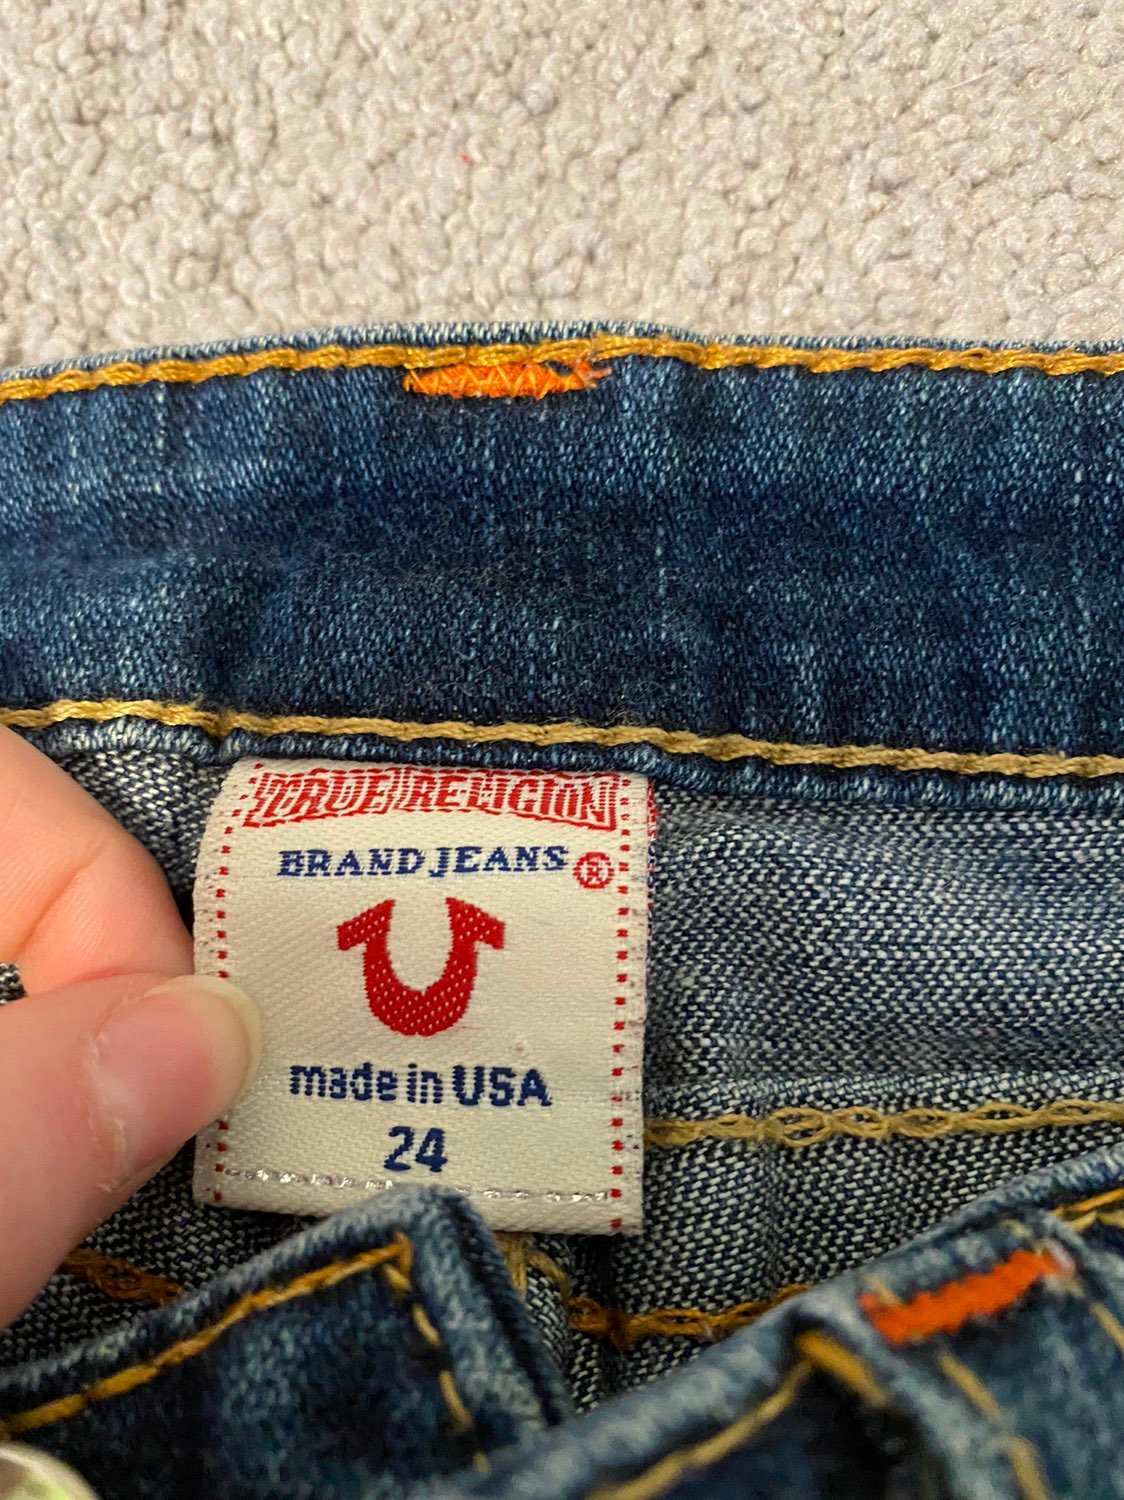 TRUE RELIGION
BRAND JEANS ®
made in USA
24